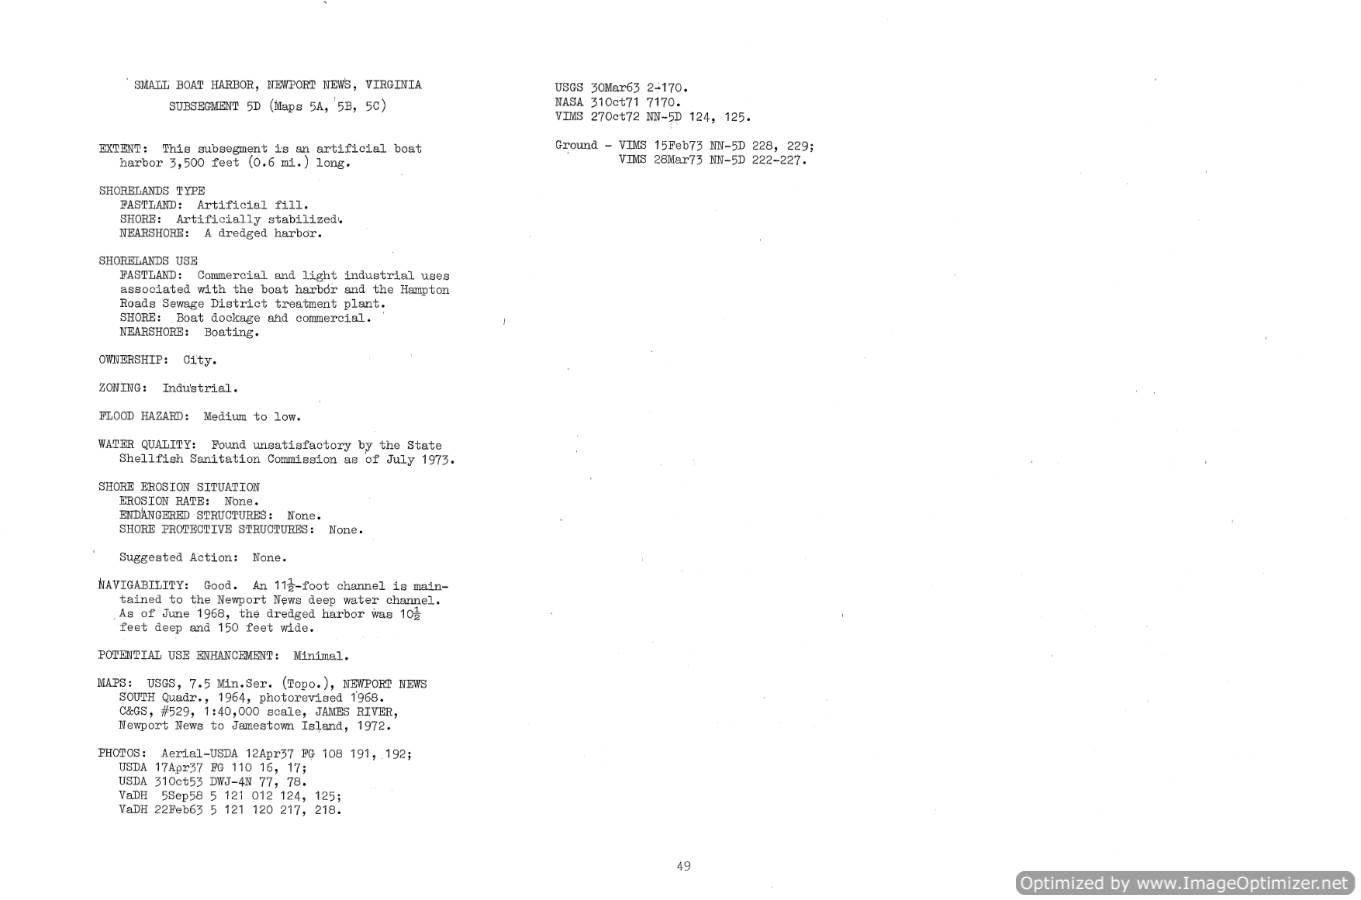 SMALL BOAT HARBOR, NEWPORT NEWS, VIRGINIA
SUBSEGMENT 5D (Maps 5A, 5B, 5C)
EXTENT: This subsegment is an artificial boat
harbor 3,500 feet (0.6 mi.) long.
SHORELANDS TYPE
FASTLAND: Artificial fill.
SHORE: Artificially stabilized.
NEARSHORE: A dredged harbor.
SHORELANDS USE
FASTLAND: Commercial and light industrial uses
associated with the boat harbor and the Hampton
Roads Sewage District treatment plant.
SHORE: Boat dockage and commercial.
NEARSHORE: Boating.
OWNERSHIP: City.
ZONING: Industrial.
FLOOD HAZARD: Medium to low.
WATER QUALITY: Found unsatisfactory by the State
Shellfish Sanitation Commission as of July 1973.
SHORE EROSION SITUATION
EROSION RATE: None.
ENDANGERED STRUCTURES: None.
SHORE PROTECTIVE STRUCTURES: None.
Suggested Action: None.
NAVIGABILITY: Good. An 11½-foot channel is main-
tained to the Newport News deep water channel.
As of June 1968, the dredged harbor was 10½
feet deep and 150 feet wide.
POTENTIAL USE ENHANCEMENT: Minimal.
MAPS: USGS, 7.5 Min.Ser. (Topo.), NEWPORT NEWS
SOUTH Quadr., 1964, photorevised 1968.
C&GS, #529, 1:40,000 scale, JAMES RIVER,
Newport News to Jamestown Island, 1972.
PHOTOS: Aerial-USDA 12Apr37 FG 108 191, 192;
USDA 17Apr37 FG 110 16, 17;
USDA 31Oct53 DWJ-4N 77, 78.
VaDH 5Sep58 5 121 012 124, 125;
VaDH 22Feb63 5 121 120 217, 218.
USGS 30Mar63 2-170.
NASA 31Oct71 7170.
VIMS 27Oct72 NN-5D 124, 125.
Ground - VIMS 15Feb73 NN-5D 228, 229;
VIMS 28Mar73 NN-5D 222-227.
49
Optimized by www.ImageOptimizer.net